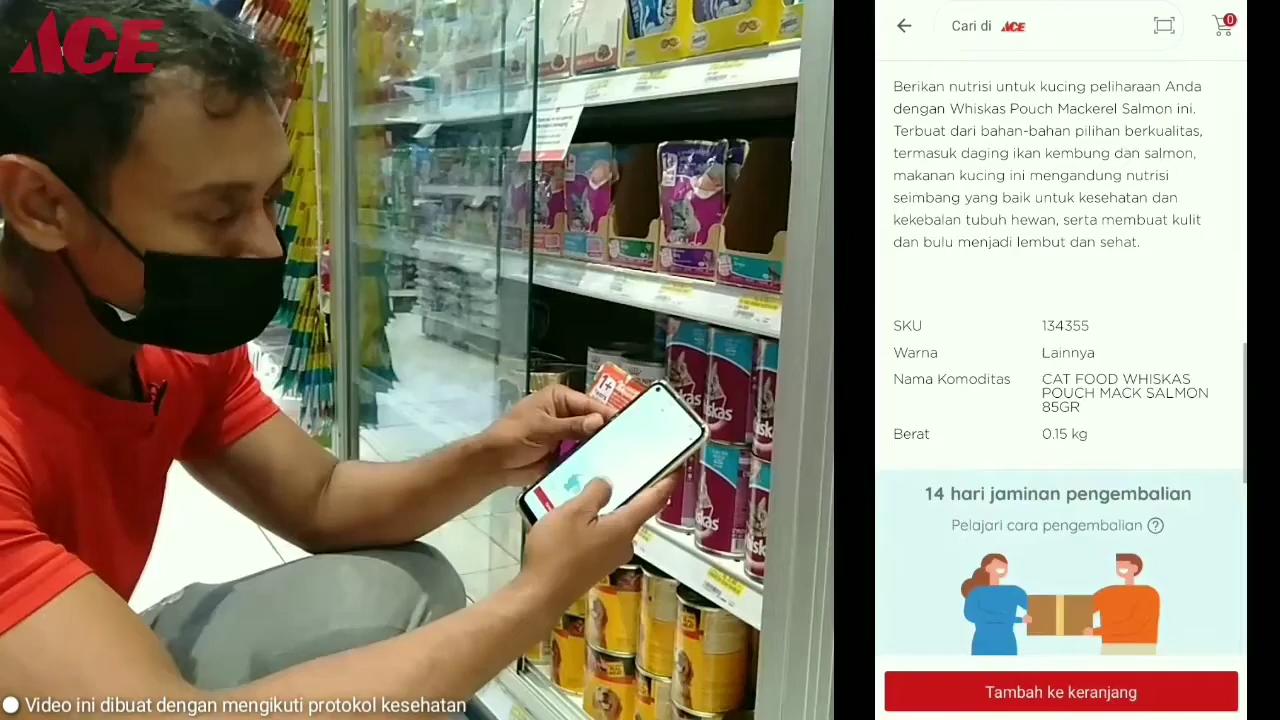 ACE
1+
skas
skas
Video ini dibuat dengan mengikuti protokol kesehatan
Cari di ACE
0
Berikan nutrisi untuk kucing peliharaan Anda
dengan Whiskas Pouch Mackerel Salmon ini.
Terbuat dari bahan-bahan pilihan berkualitas,
termasuk daging ikan kembung dan salmon,
makanan kucing ini mengandung nutrisi
seimbang yang baik untuk kesehatan dan
kekebalan tubuh hewan, serta membuat kulit
dan bulu menjadi lembut dan sehat.
SKU 134355
Warna Lainnya
Nama Komoditas CAT FOOD WHISKAS
POUCH MACK SALMON
85GR
Berat 0.15 kg
14 hari jaminan pengembalian
Pelajari cara pengembalian ?
Tambah ke keranjang